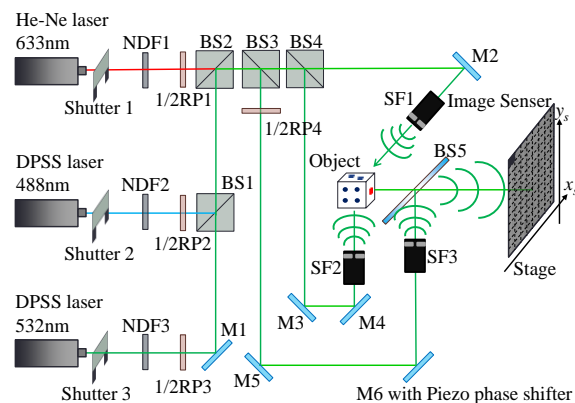 He-Ne laser
633nm
NDF1
BS2
BS3
BS4
M2
Shutter 1
1/2RP1
1/2RP4
SF1
Image Senser
y_s
DPSS laser
488nm
NDF2
BS1
Object
BS5
x_s
Shutter 2
1/2RP2
SF2
SF3
Stage
DPSS laser
532nm
NDF3
M1
M3
M4
Shutter 3
1/2RP3
M5
M6 with Piezo phase shifter